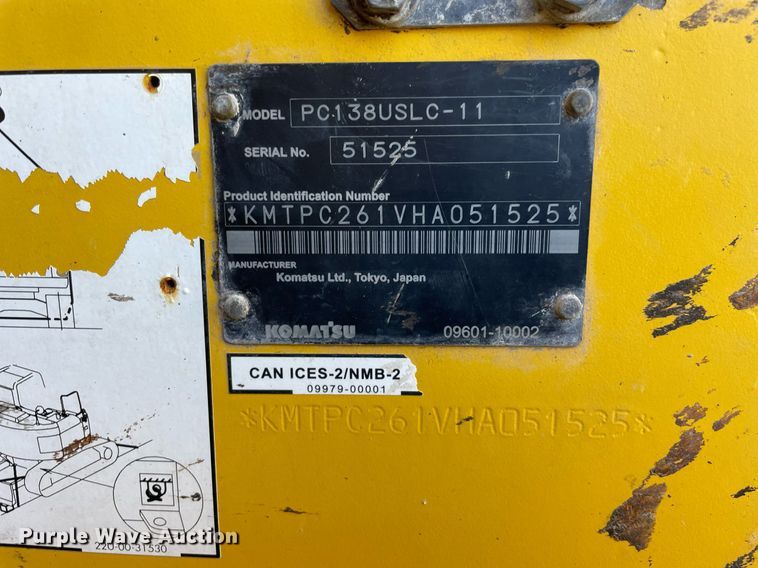 MODEL PC138USLC-11
SERIAL No. 51525
Product Identification Number
*KMTPC261VHA051525*
MANUFACTURER
Komatsu Ltd., Tokyo, Japan
KOMATSU 09601-10002
CAN ICES-2/NMB-2
09979-00001
*KMTPC261VHA051525*
Purple Wave Auction
220-00-31530